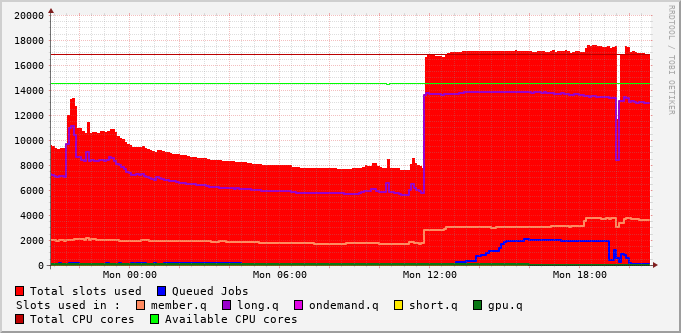 20000
18000
16000
14000
12000
10000
8000
6000
4000
2000
0
Mon 00:00 Mon 06:00 Mon 12:00 Mon 18:00
Total slots used Queued Jobs
Slots used in : member.q long.q ondemand.q short.q gpu.q
Total CPU cores Available CPU cores
RRDTOOL / TOBI OETIKER